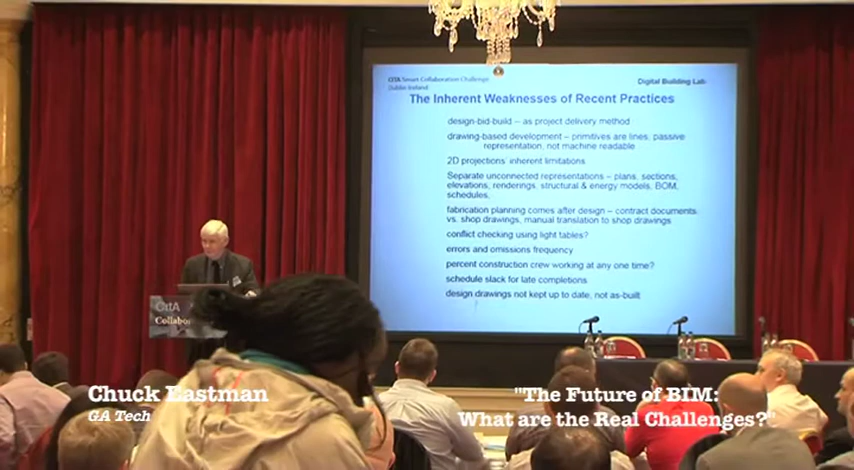 CITA Smart Collaboration Challenge
Dublin Ireland
Digital Building Lab
The Inherent Weaknesses of Recent Practices
design-bid-build – as project delivery method
drawing-based development – primitives are lines, passive
representation, not machine readable
2D projections' inherent limitations
Separate unconnected representations – plans, sections,
elevations, renderings, structural & energy models, BOM,
schedules,
fabrication planning comes after design – contract documents
vs. shop drawings, manual translation to shop drawings
conflict checking using light tables?
errors and omissions frequency
percent construction crew working at any one time?
schedule slack for late completions
design drawings not kept up to date, not as-built
CitA
Collabo
Chuck Eastman
GA Tech
"The Future of BIM:
What are the Real Challenges?"